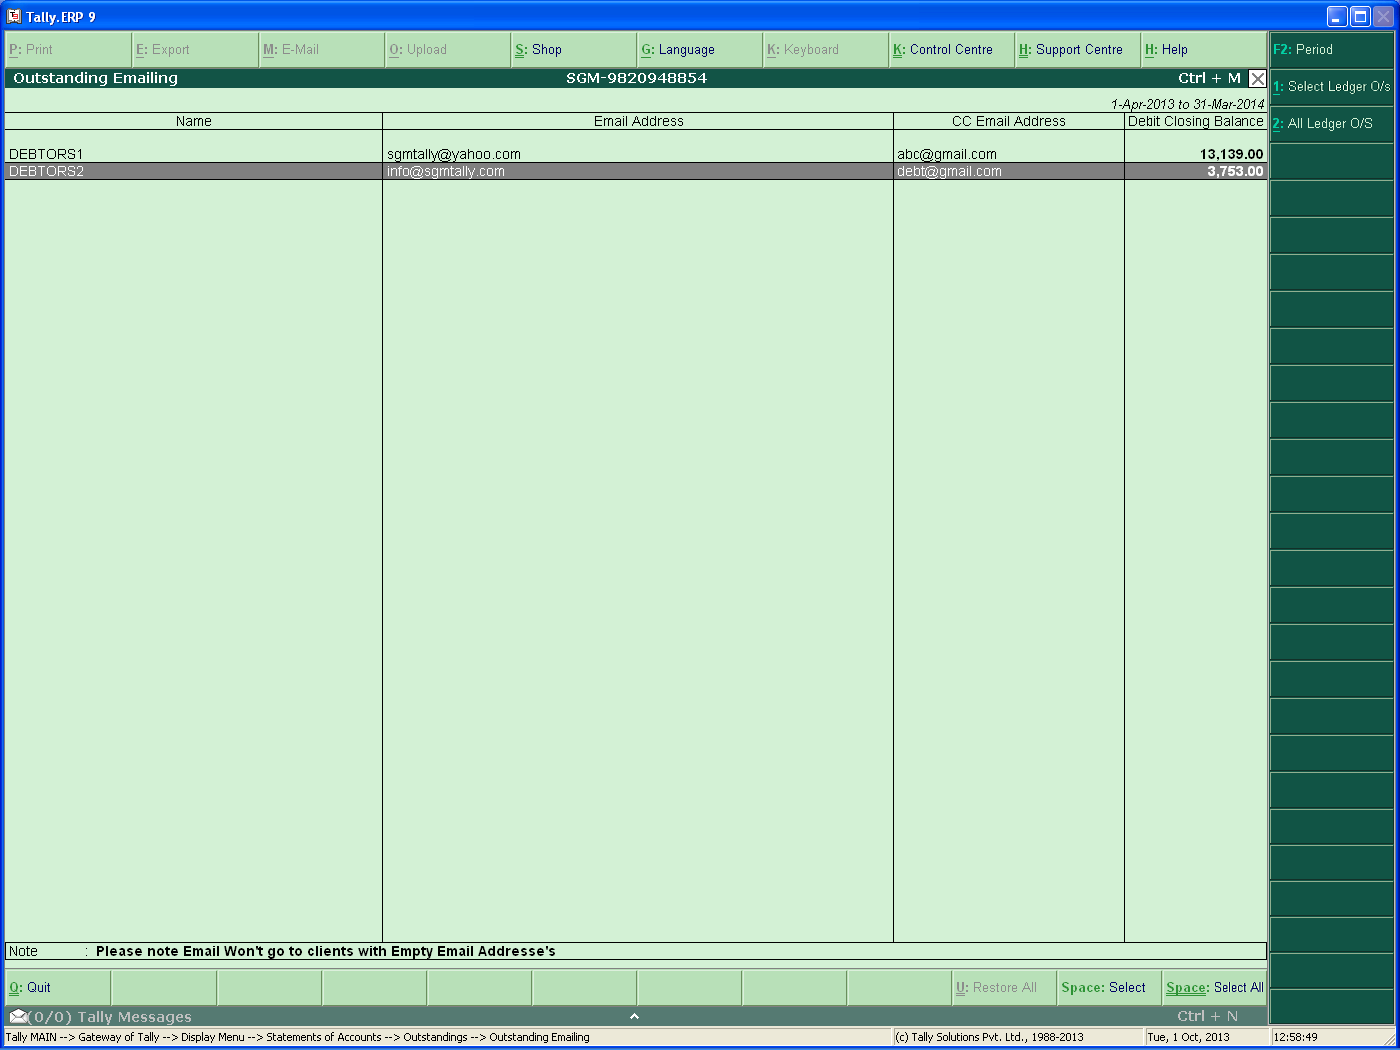 Tally.ERP 9
P: Print E: Export M: E-Mail O: Upload S: Shop G: Language K: Keyboard K: Control Centre H: Support Centre H: Help
F2: Period
Outstanding Emailing SGM-9820948854 Ctrl + M
1: Select Ledger O/s
1-Apr-2013 to 31-Mar-2014
Name Email Address CC Email Address Debit Closing Balance
2: All Ledger O/S
DEBTORS1 sgmtally@yahoo.com abc@gmail.com 13,139.00
DEBTORS2 info@sgmtally.com debt@gmail.com 3,753.00
Note : Please note Email Won't go to clients with Empty Email Addresse's
Q: Quit U: Restore All Space: Select Space: Select All
(0/0) Tally Messages Ctrl + N
Tally MAIN --> Gateway of Tally --> Display Menu --> Statements of Accounts --> Outstandings --> Outstanding Emailing (c) Tally Solutions Pvt. Ltd., 1988-2013 Tue, 1 Oct, 2013 12:58:49